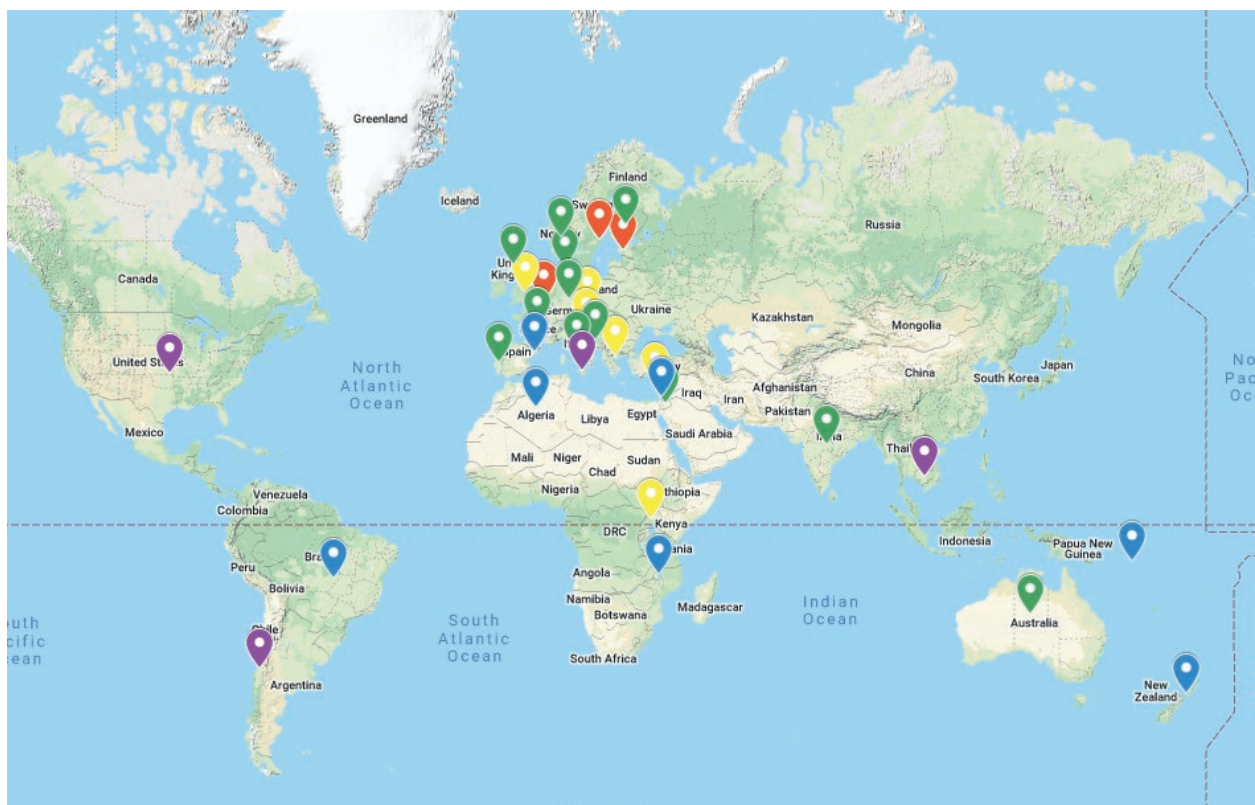 Greenland
Finland
Iceland
Russia
Canada
Ukraine
Kazakhstan
Mongolia
United States
North
Atlantic
Ocean
Spain
Japan
South Korea
China
Afghanistan
Iraq
Iran
Pakistan
Algeria
Libya
Egypt
Saudi Arabia
Mexico
Mali
Niger
Chad
Sudan
Nigeria
Venezuela
Colombia
Kenya
DRC
Indonesia
Papua New
Guinea
Peru
Bolivia
Angola
Namibia
Botswana
Madagascar
Indian
Ocean
South
Atlantic
Ocean
Australia
South Africa
Argentina
New
Zealand